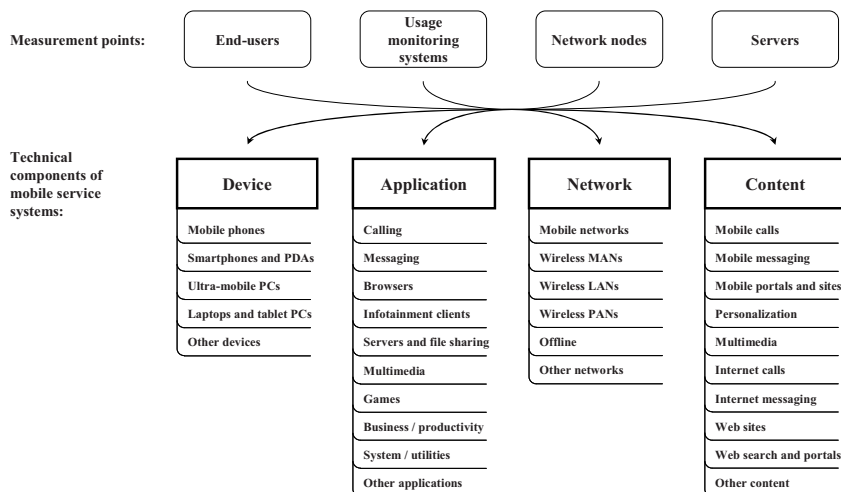 Measurement points:
End-users
Usage
monitoring
systems
Network nodes
Servers
Technical
components of
mobile service
systems:
Device
Mobile phones
Smartphones and PDAs
Ultra-mobile PCs
Laptops and tablet PCs
Other devices
Application
Calling
Messaging
Browsers
Infotainment clients
Servers and file sharing
Multimedia
Games
Business / productivity
System / utilities
Other applications
Network
Mobile networks
Wireless MANs
Wireless LANs
Wireless PANs
Offline
Other networks
Content
Mobile calls
Mobile messaging
Mobile portals and sites
Personalization
Multimedia
Internet calls
Internet messaging
Web sites
Web search and portals
Other content